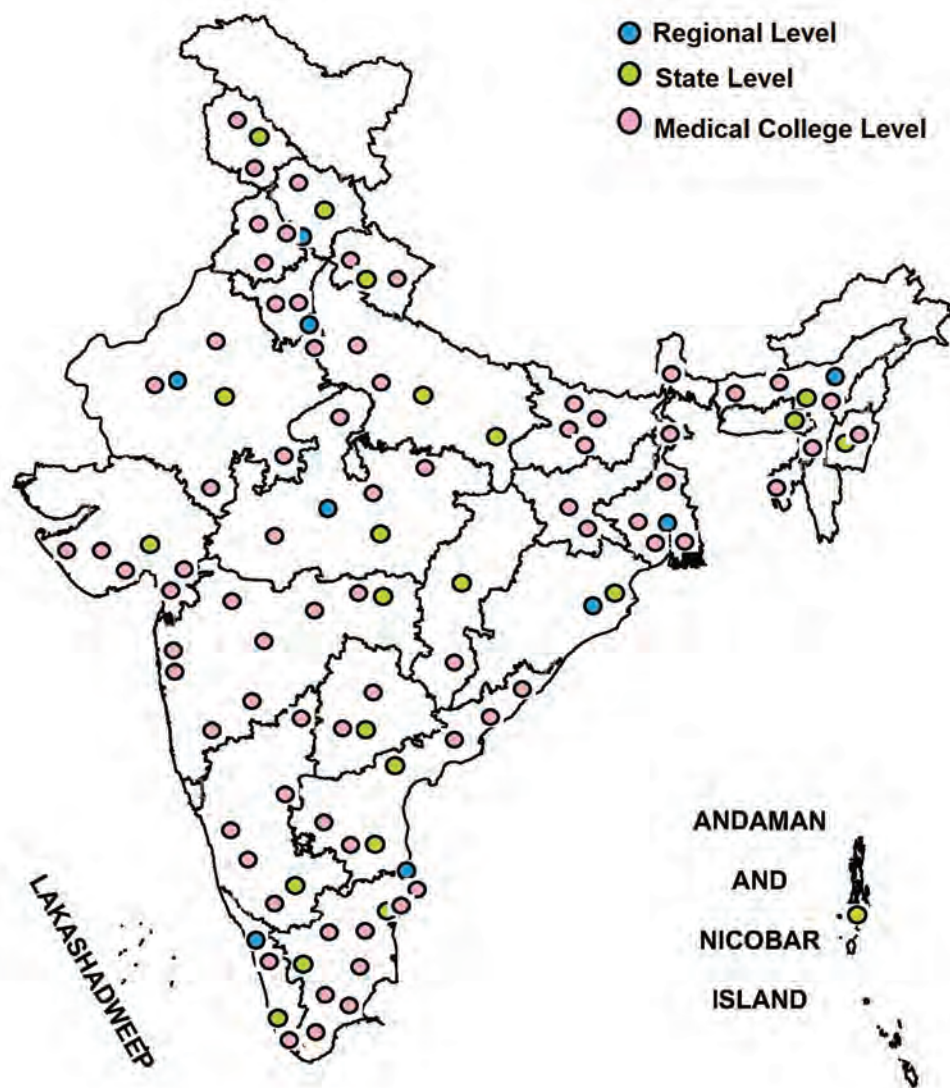 Regional Level
State Level
Medical College Level
ANDAMAN
AND
NICOBAR
ISLAND
LAKASHADWEEP